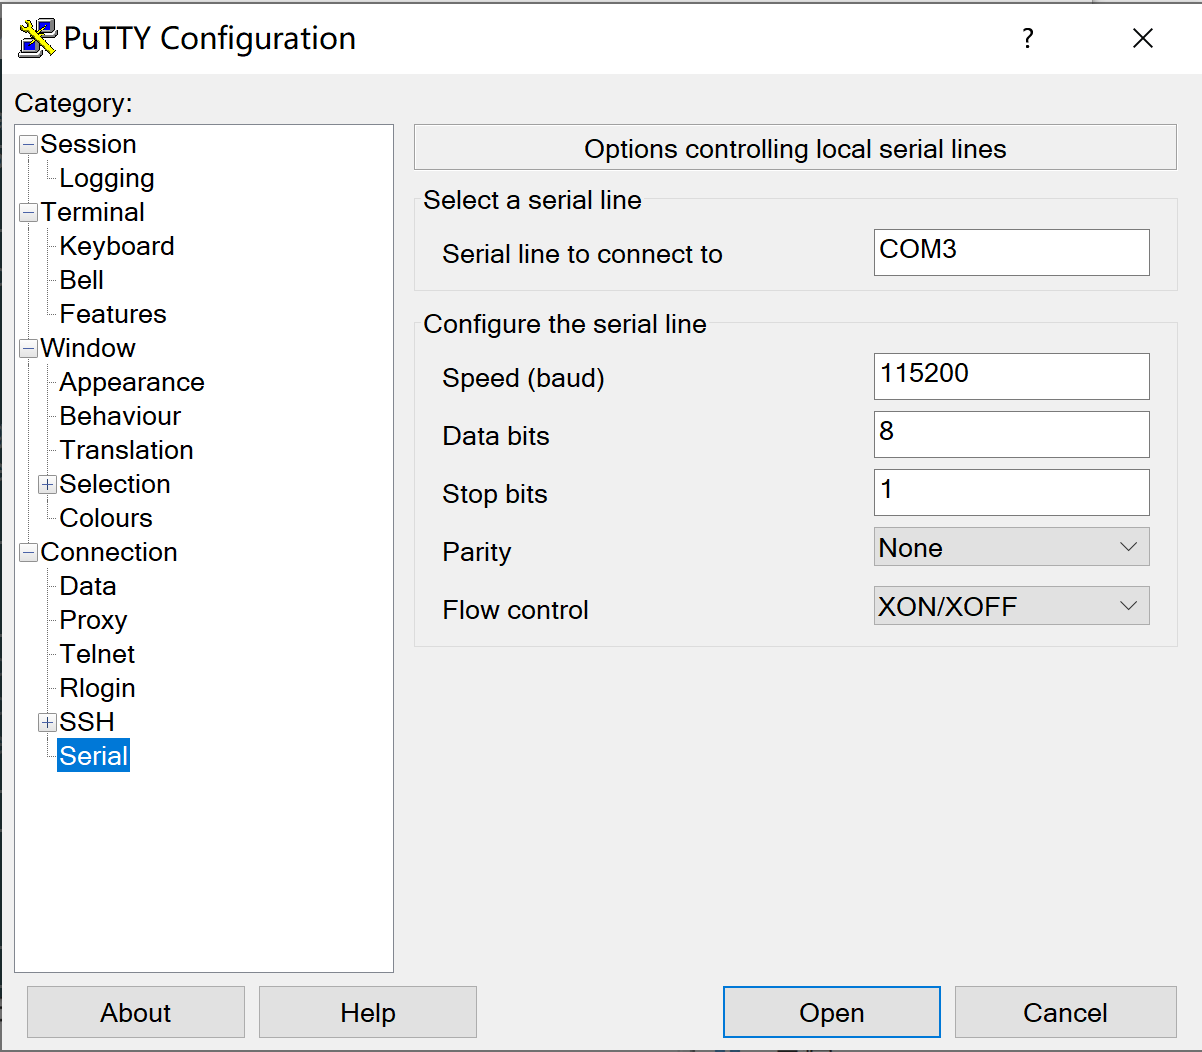 PuTTY Configuration
?
Category:
Session
Logging
Terminal
Keyboard
Bell
Features
Window
Appearance
Behaviour
Translation
Selection
Colours
Connection
Data
Proxy
Telnet
Rlogin
SSH
Serial
Options controlling local serial lines
Select a serial line
Serial line to connect to COM3
Configure the serial line
Speed (baud) 115200
Data bits 8
Stop bits 1
Parity None
Flow control XON/XOFF
About Help Open Cancel